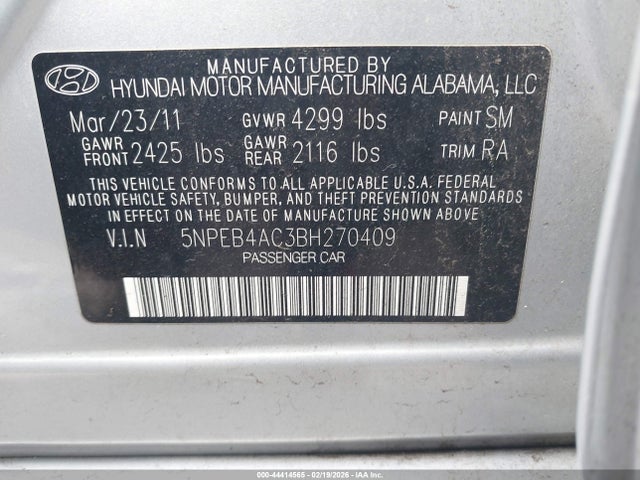 MANUFACTURED BY
HYUNDAI MOTOR MANUFACTURING ALABAMA, LLC
Mar/23/11 GVWR 4299 lbs PAINT SM
GAWR FRONT 2425 lbs GAWR REAR 2116 lbs TRIM RA
THIS VEHICLE CONFORMS TO ALL APPLICABLE U.S.A. FEDERAL
MOTOR VEHICLE SAFETY, BUMPER, AND THEFT PREVENTION STANDARDS
IN EFFECT ON THE DATE OF MANUFACTURE SHOWN ABOVE.
V.I.N 5NPEB4AC3BH270409
PASSENGER CAR
000-44414565 - 02/19/2026 - IAA Holdings, LLC